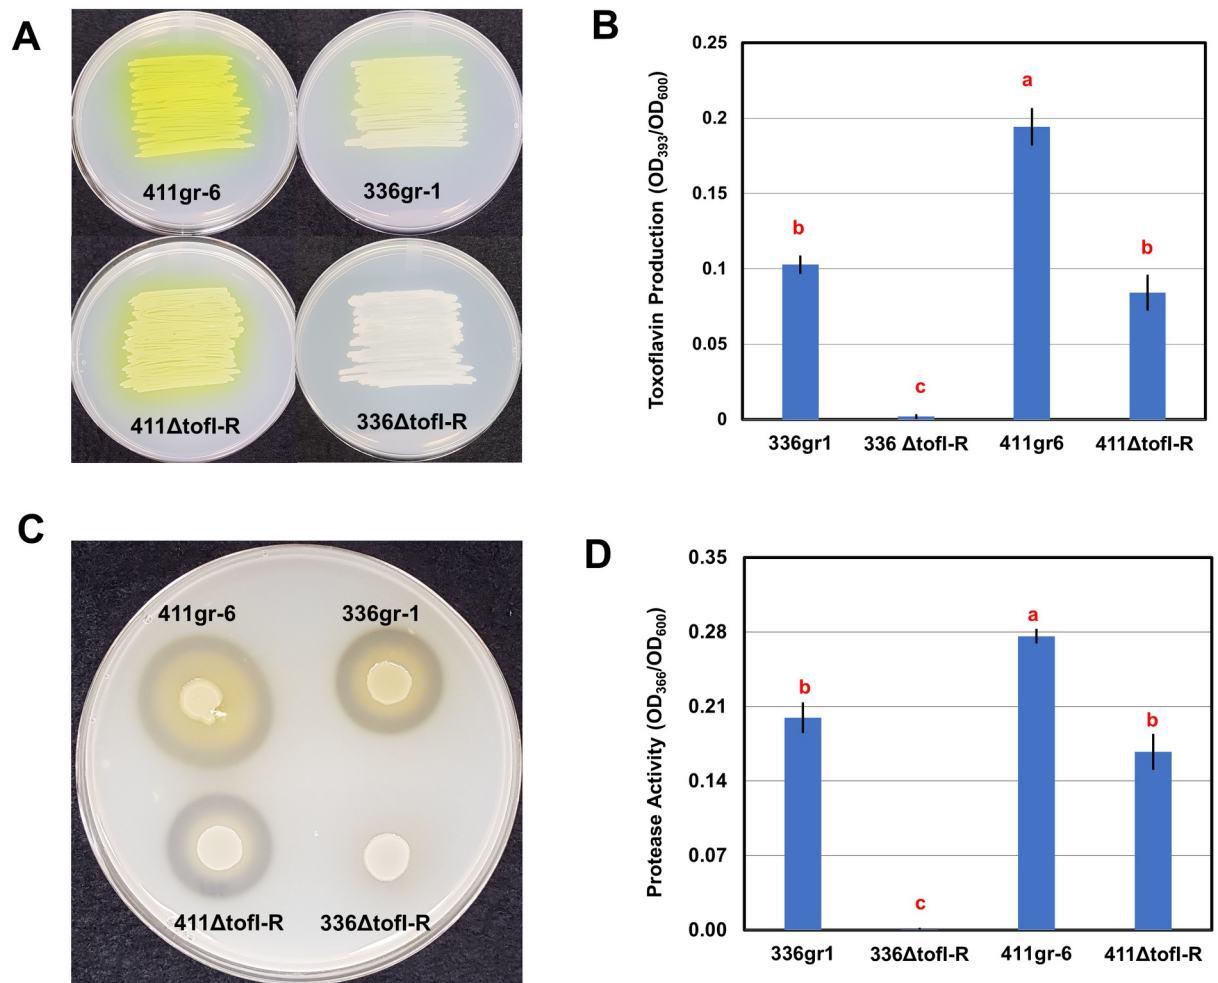 A
411gr-6
336gr-1
411ΔtofI-R
336ΔtofI-R
B
Toxoflavin Production (OD393/OD600)
0.25
0.2
0.15
0.1
0.05
0
b
c
a
b
336gr1
336 ΔtofI-R
411gr6
411ΔtofI-R
C
411gr-6
336gr-1
411ΔtofI-R
336ΔtofI-R
D
Protease Activity (OD366/OD600)
0.35
0.28
0.21
0.14
0.07
0.00
b
c
a
b
336gr1
336ΔtofI-R
411gr-6
411ΔtofI-R